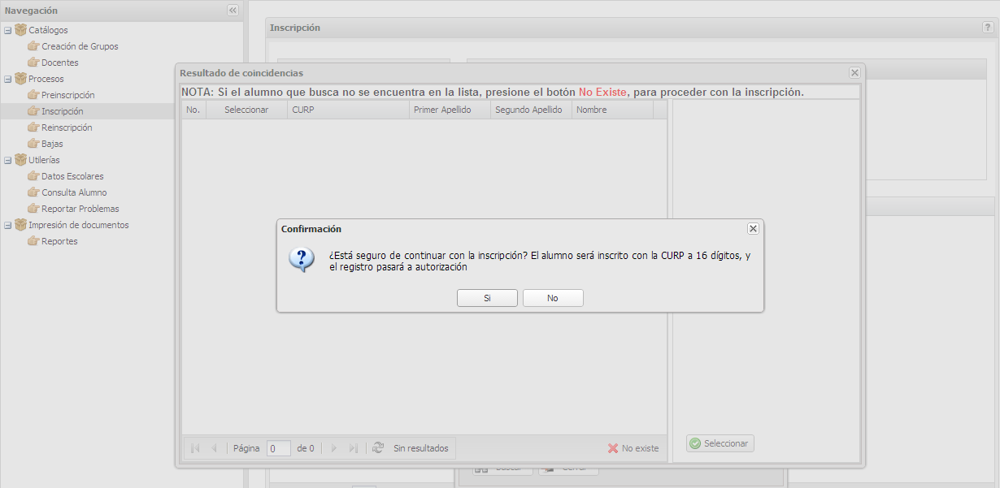 Navegación
Catálogos
Creación de Grupos
Docentes
Procesos
Preinscripción
Inscripción
Reinscripción
Bajas
Utilerías
Datos Escolares
Consulta Alumno
Reportar Problemas
Impresión de documentos
Reportes
Inscripción
Resultado de coincidencias
NOTA: Si el alumno que busca no se encuentra en la lista, presione el botón No Existe, para proceder con la inscripción.
No. Seleccionar CURP Primer Apellido Segundo Apellido Nombre
Confirmación
¿Está seguro de continuar con la inscripción? El alumno será inscrito con la CURP a 16 dígitos, y
el registro pasará a autorización
Si No
Página 0 de 0 Sin resultados No existe
Seleccionar